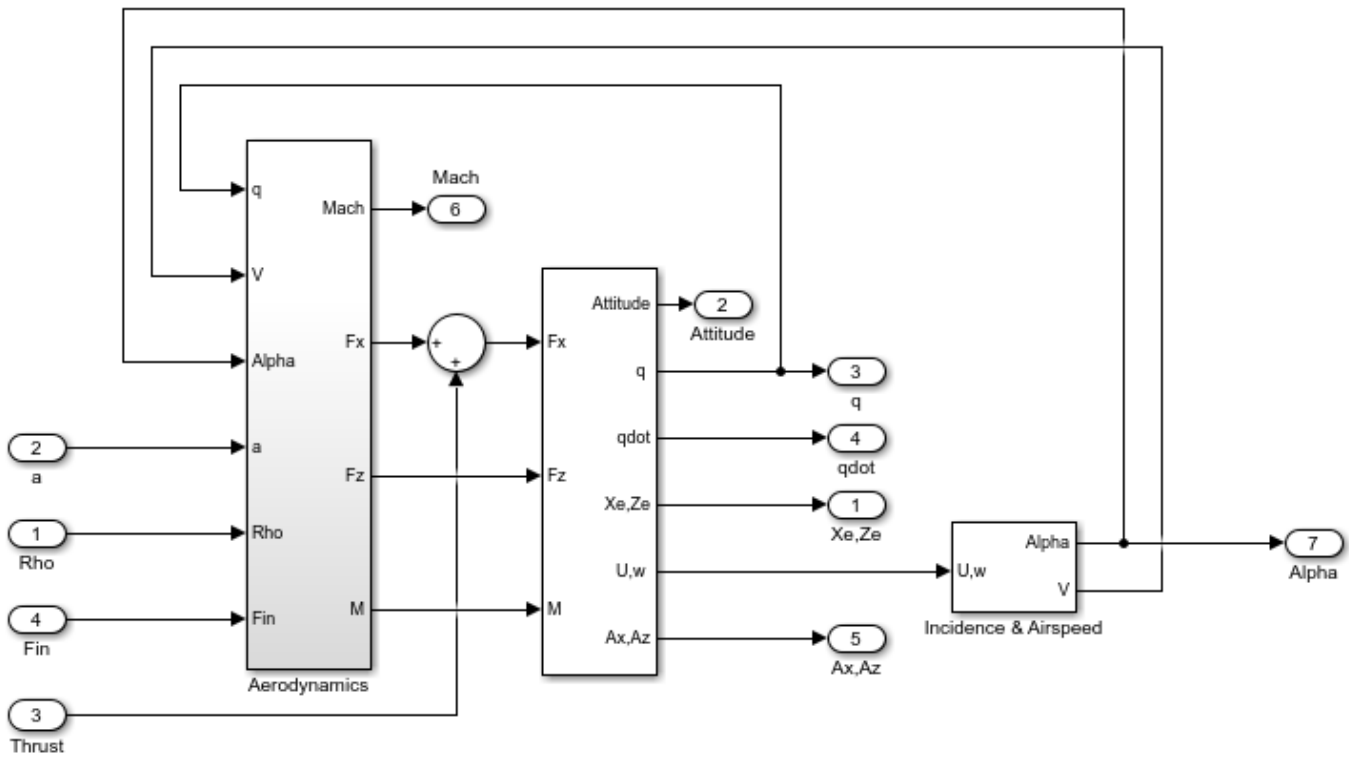 Mach
6
q
Mach
V
Attitude
2
Attitude
Fx
+
+
Fx
Alpha
q
3
q
2
a
a
qdot
4
qdot
Fz
Fz
Xe,Ze
1
Xe,Ze
1
Rho
Rho
Alpha
7
Alpha
U,w
U,w
V
Incidence & Airspeed
4
Fin
Fin
M
M
Ax,Az
5
Ax,Az
Aerodynamics
3
Thrust